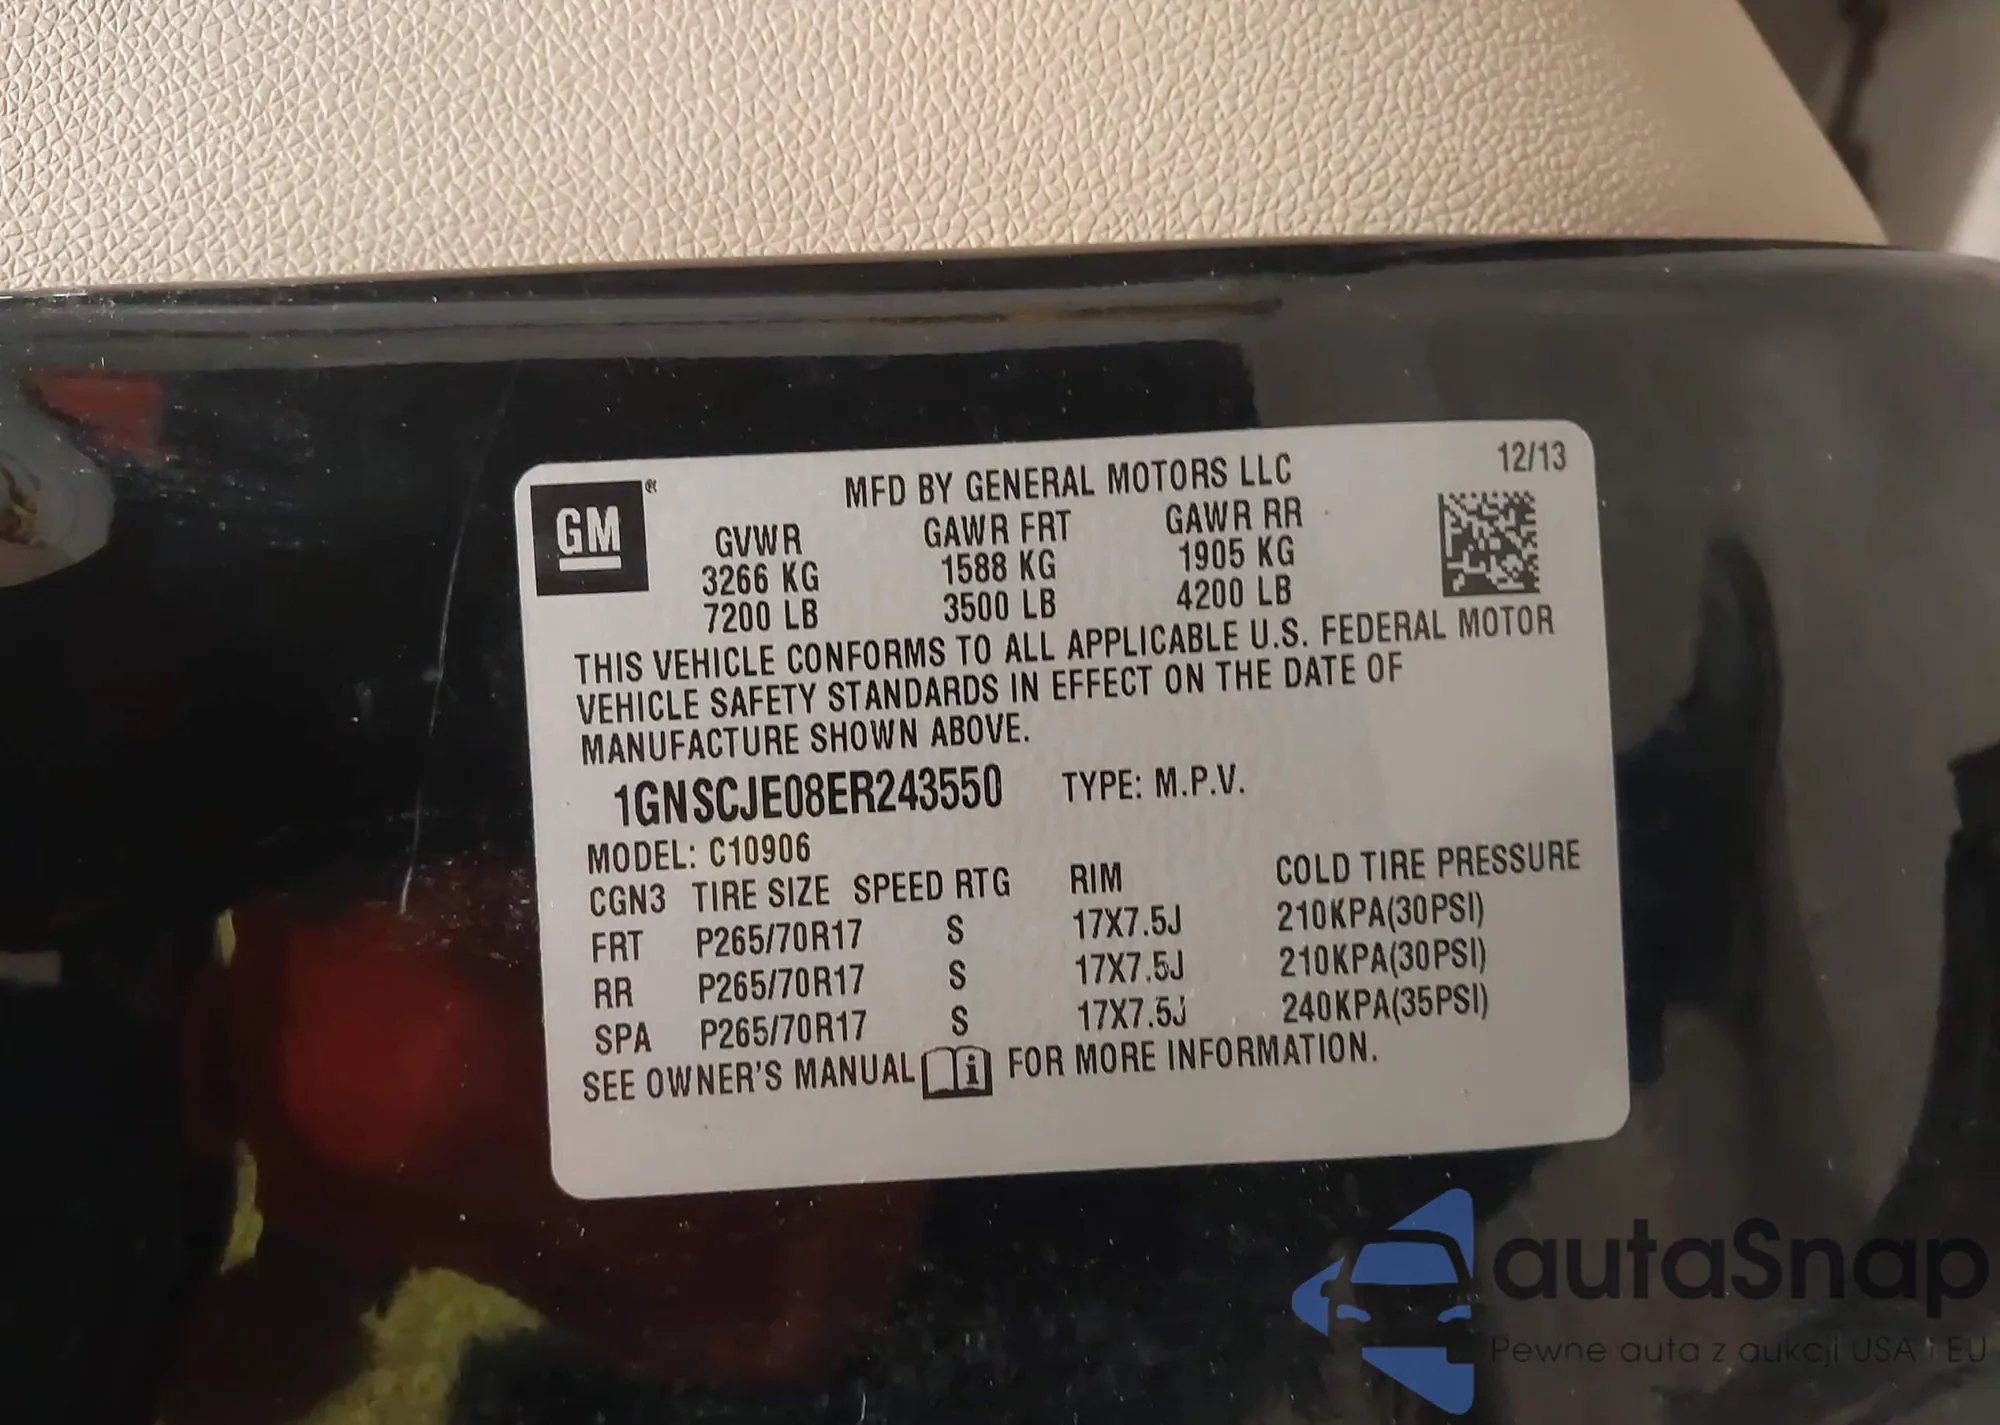 12/13
GM®
MFD BY GENERAL MOTORS LLC
GVWR GAWR FRT GAWR RR
3266 KG 1588 KG 1905 KG
7200 LB 3500 LB 4200 LB
THIS VEHICLE CONFORMS TO ALL APPLICABLE U.S. FEDERAL MOTOR
VEHICLE SAFETY STANDARDS IN EFFECT ON THE DATE OF
MANUFACTURE SHOWN ABOVE.
1GNSCJE08ER243550 TYPE: M.P.V.
MODEL: C10906
CGN3 TIRE SIZE SPEED RTG RIM COLD TIRE PRESSURE
FRT P265/70R17 S 17X7.5J 210KPA(30PSI)
RR P265/70R17 S 17X7.5J 210KPA(30PSI)
SPA P265/70R17 S 17X7.5J 240KPA(35PSI)
SEE OWNER'S MANUAL i FOR MORE INFORMATION.
autaSnap
Pewne auta z aukcji USA i EU